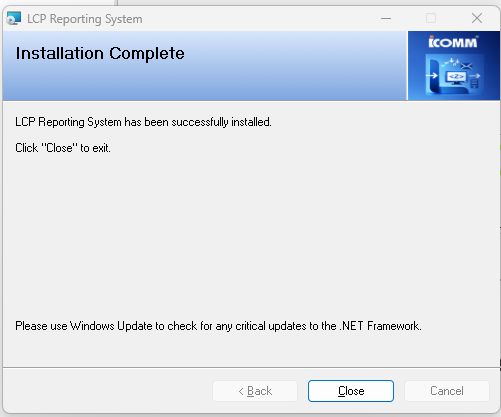 LCP Reporting System
Installation Complete
iCOMM
<Z>
LCP Reporting System has been successfully installed.
Click "Close" to exit.
Please use Windows Update to check for any critical updates to the .NET Framework.
< Back
Close
Cancel